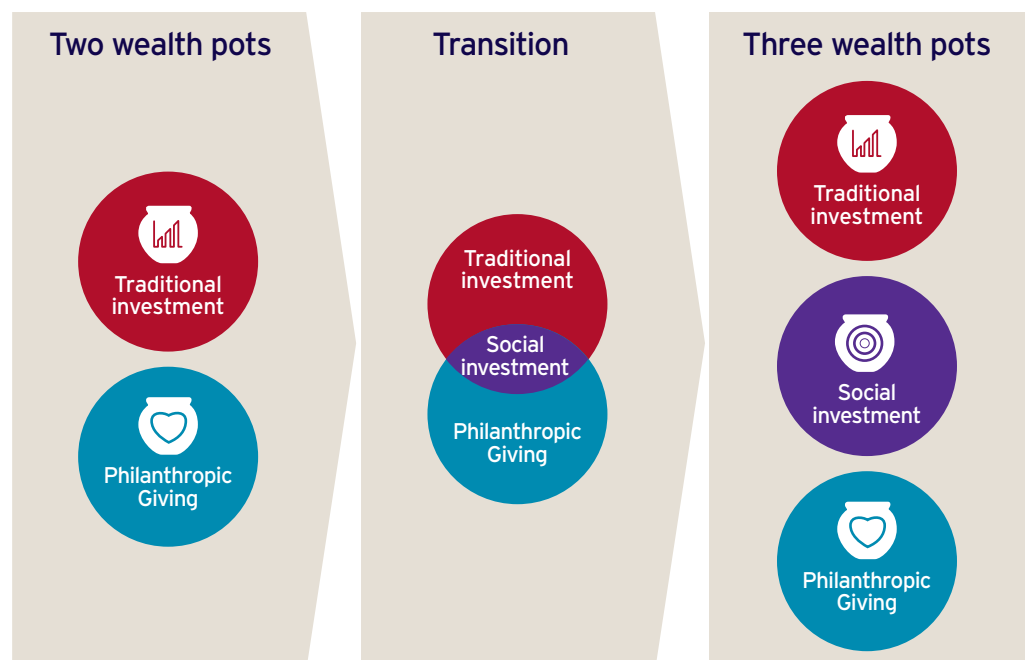 Two wealth pots
Traditional
investment
Philanthropic
Giving
Transition
Traditional
investment
Social
investment
Philanthropic
Giving
Three wealth pots
Traditional
investment
Social
investment
Philanthropic
Giving